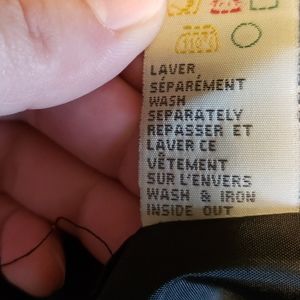 LAVER
SÉPARÉMENT
WASH
SEPARATELY
REPASSER ET
LAVER CE
VÊTEMENT
SUR L'ENVERS
WASH & IRON
INSIDE OUT